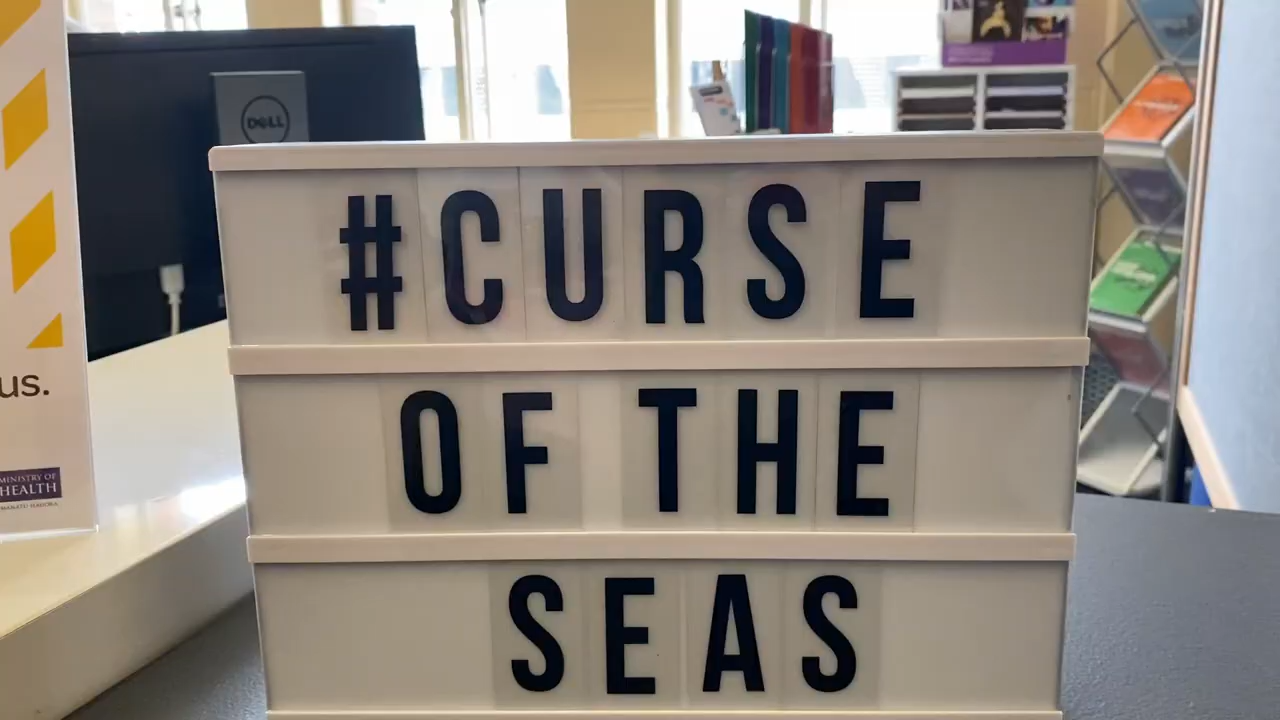 #CURSE
OF THE
SEAS
DELL
us.
MINISTRY OF
HEALTH